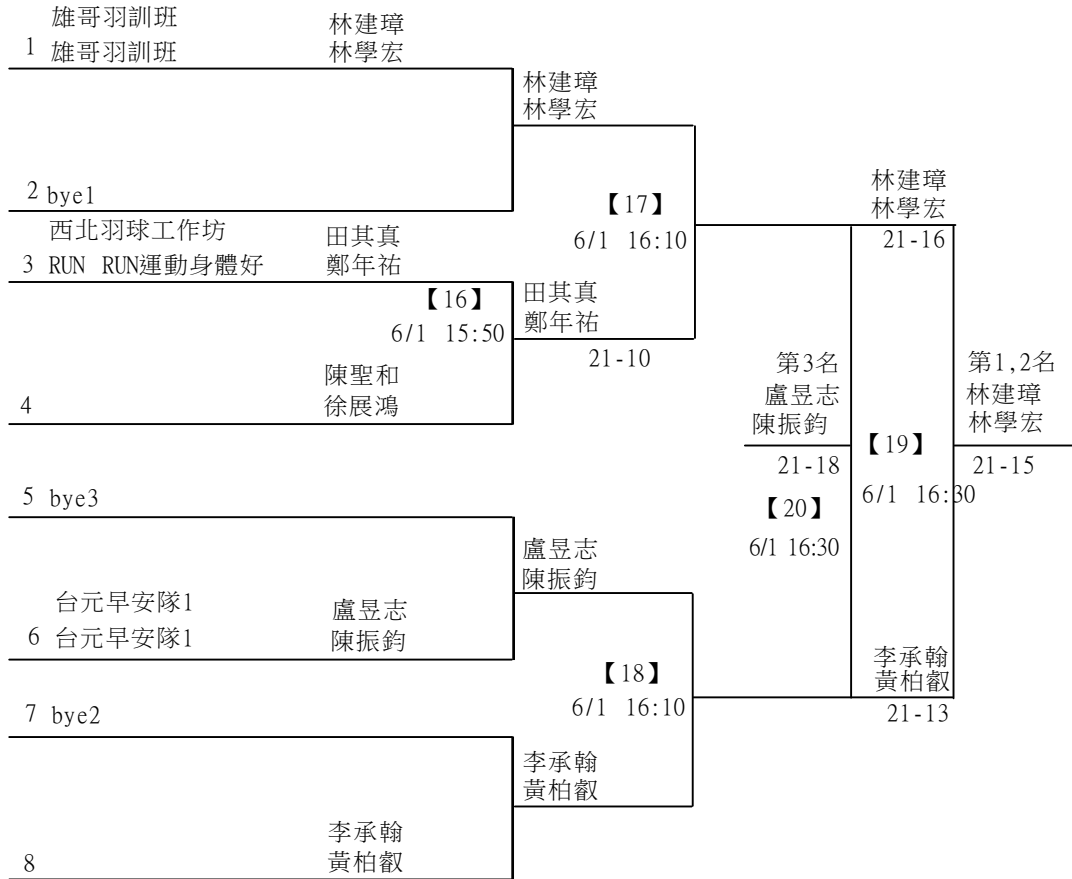 雄哥羽訓班 林建璋
1 雄哥羽訓班 林學宏
林建璋
林學宏
2 bye1
【17】
6/1 16:10
林建璋
林學宏
21-16
西北羽球工作坊 田其真
3 RUN RUN運動身體好 鄭年祐
【16】
6/1 15:50
田其真
鄭年祐
21-10
陳聖和
4 徐展鴻
第3名
盧昱志
陳振鈞
21-18
【20】
6/1 16:30
【19】
6/1 16:30
第1,2名
林建璋
林學宏
21-15
5 bye3
盧昱志
陳振鈞
台元早安隊1 盧昱志
6 台元早安隊1 陳振鈞
【18】
6/1 16:10
李承翰
黃柏叡
21-13
7 bye2
李承翰
黃柏叡
李承翰
8 黃柏叡